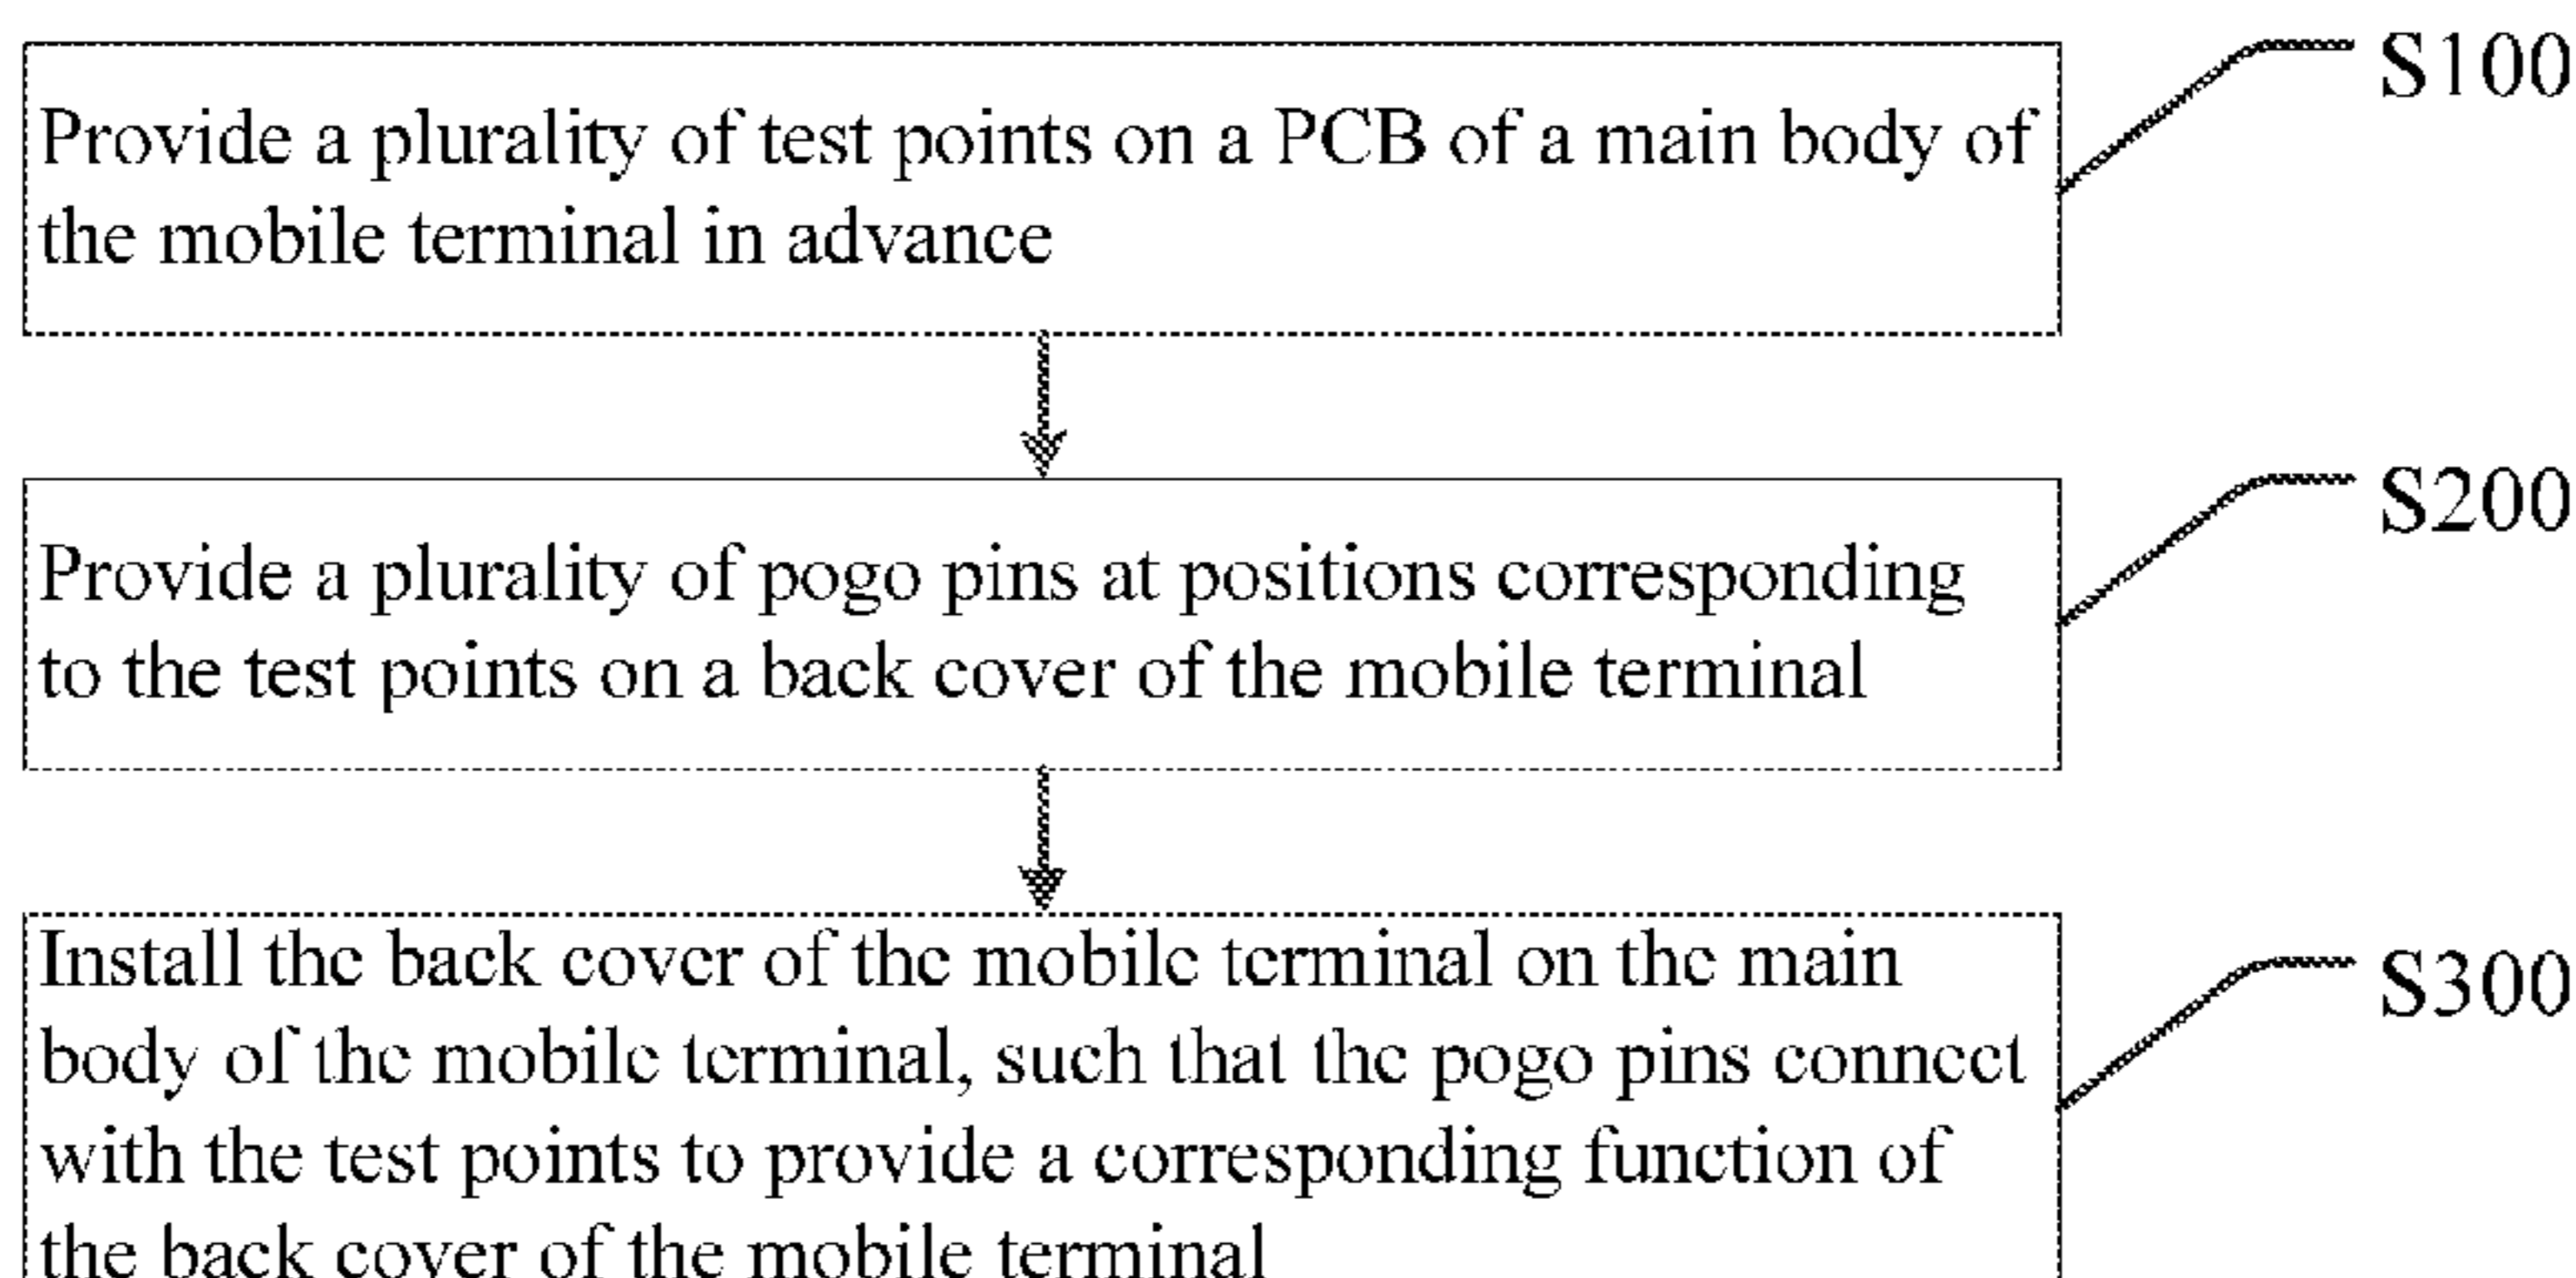 S100
Provide a plurality of test points on a PCB of a main body of
the mobile terminal in advance
S200
Provide a plurality of pogo pins at positions corresponding
to the test points on a back cover of the mobile terminal
S300
Install the back cover of the mobile terminal on the main
body of the mobile terminal, such that the pogo pins connect
with the test points to provide a corresponding function of
the back cover of the mobile terminal